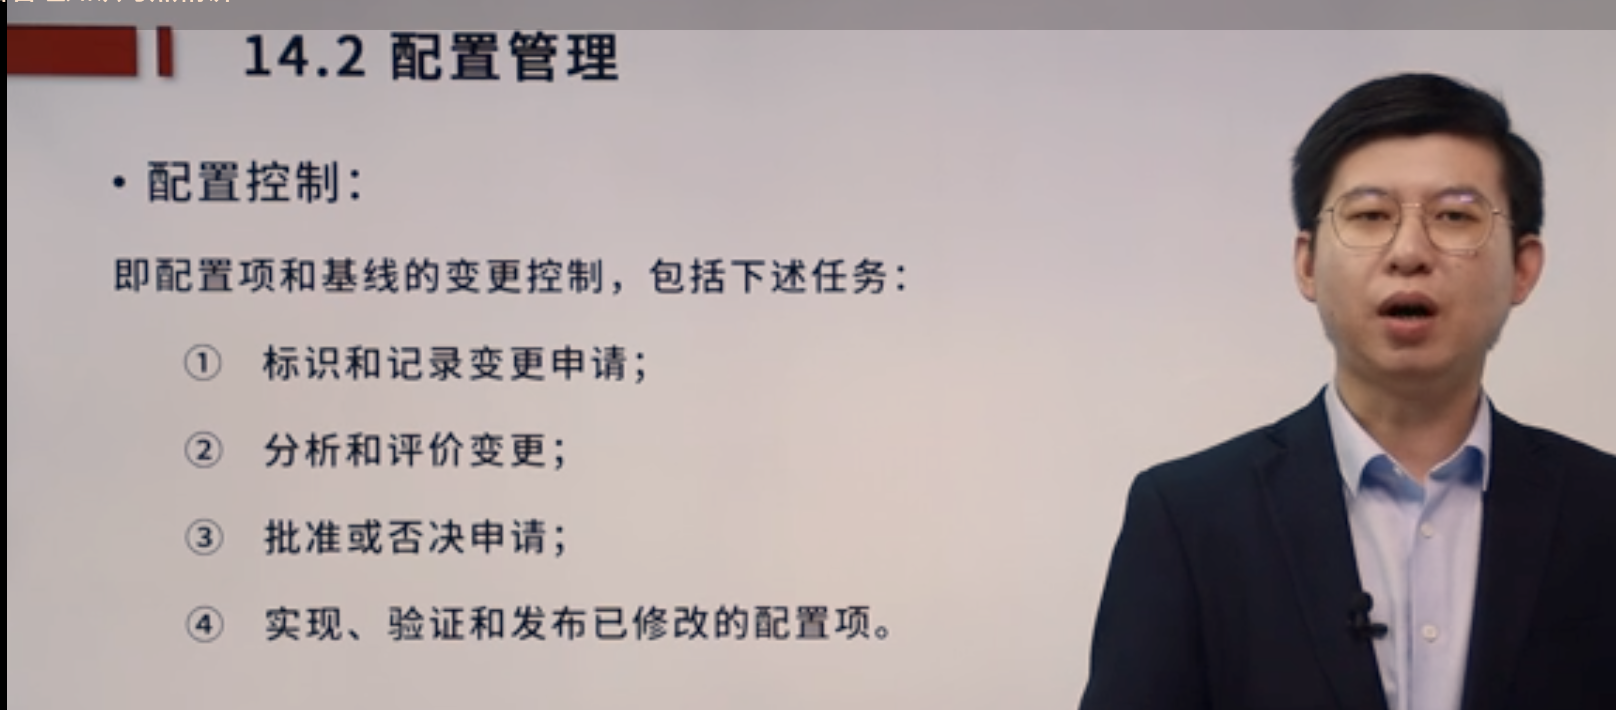 14.2 配置管理
• 配置控制：
即配置项和基线的变更控制，包括下述任务：
① 标识和记录变更申请；
② 分析和评价变更；
③ 批准或否决申请；
④ 实现、验证和发布已修改的配置项。